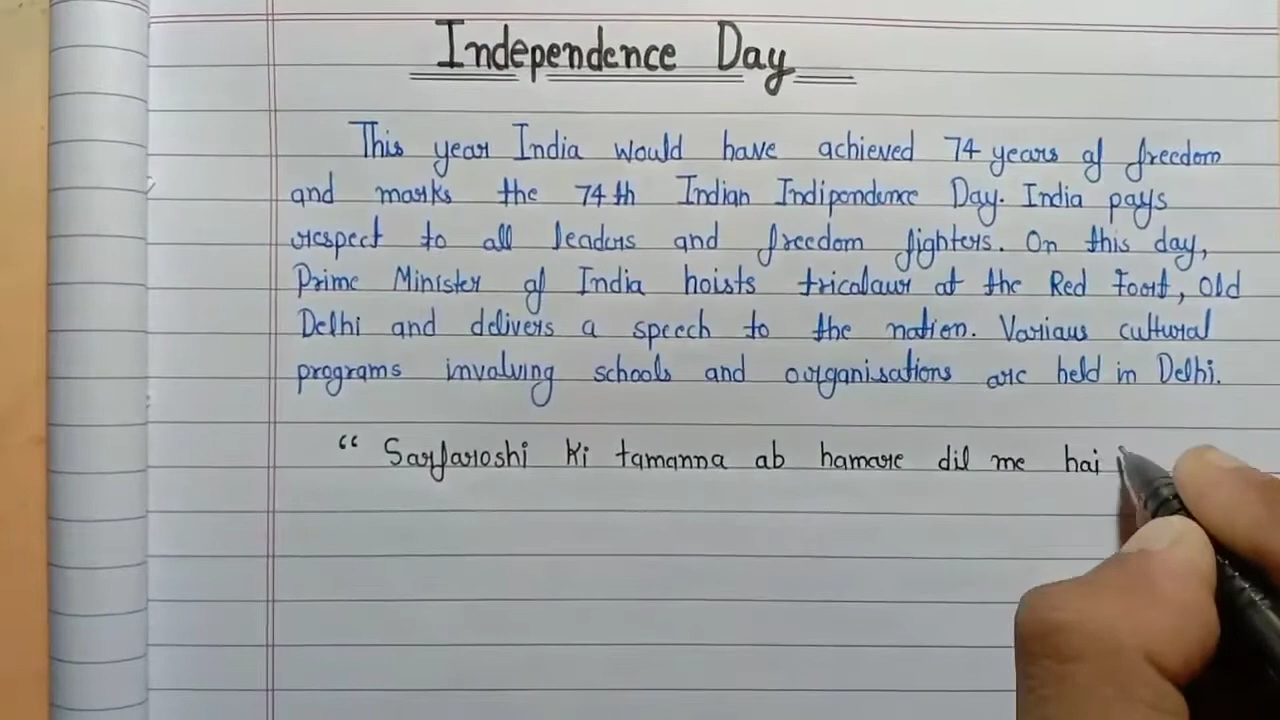 Independence Day
This year India would have achieved 74 years of freedom
and marks the 74th Indian Indipendence Day. India pays
respect to all leaders and freedom fighters. On this day,
Prime Minister of India hoists tricolour at the Red Foort, Old
Delhi and delivers a speech to the nation. Various cultural
programs involving schools and organisations are held in Delhi.
“ Sarfaroshi Ki tamanna ab hamare dil me hai